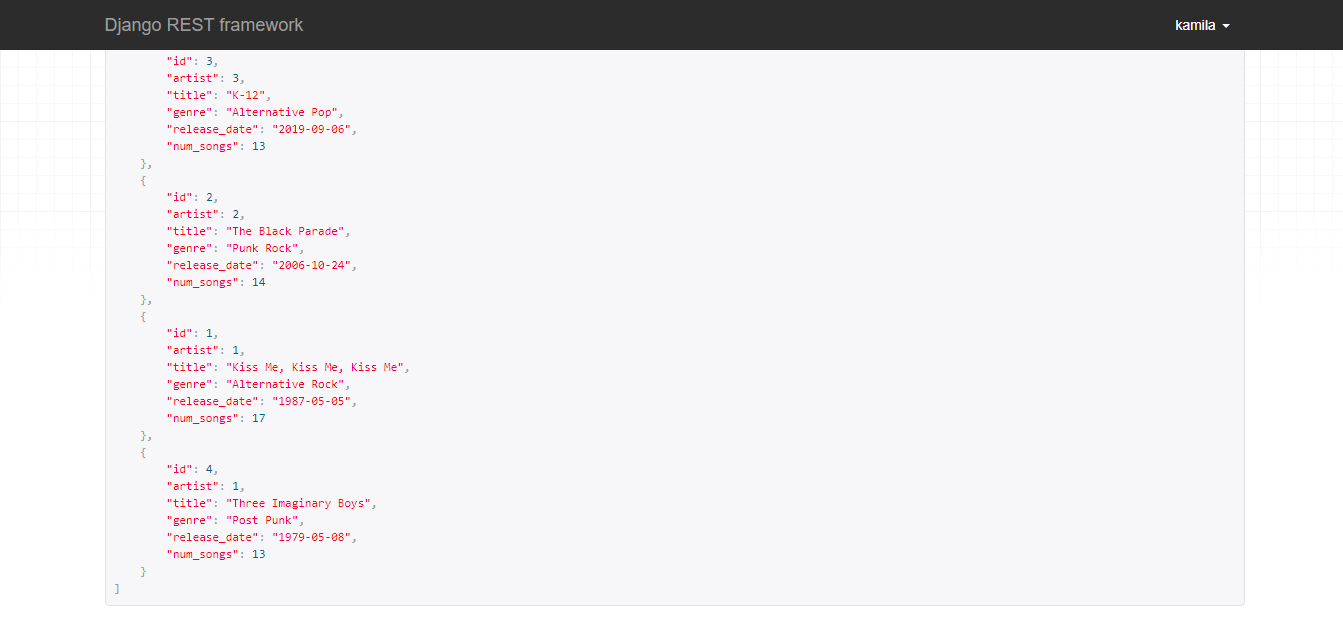 Django REST framework
kamila
"id": 3,
"artist": 3,
"title": "K-12",
"genre": "Alternative Pop",
"release_date": "2019-09-06",
"num_songs": 13
},
{
"id": 2,
"artist": 2,
"title": "The Black Parade",
"genre": "Punk Rock",
"release_date": "2006-10-24",
"num_songs": 14
},
{
"id": 1,
"artist": 1,
"title": "Kiss Me, Kiss Me, Kiss Me",
"genre": "Alternative Rock",
"release_date": "1987-05-05",
"num_songs": 17
},
{
"id": 4,
"artist": 1,
"title": "Three Imaginary Boys",
"genre": "Post Punk",
"release_date": "1979-05-08",
"num_songs": 13
}
]